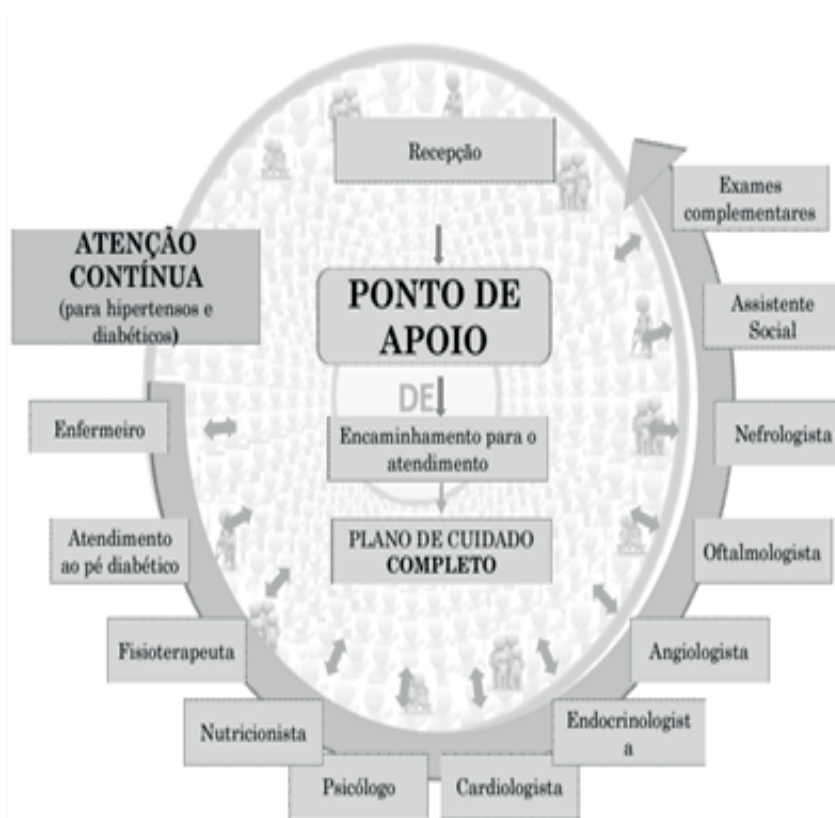 Recepção
Exames
complementares
ATENÇÃO
CONTÍNUA
(para hipertensos e
diabéticos)
PONTO DE
APOIO
Assistente
Social
DE
Enfermeiro
Encaminhamento para o
atendimento
Nefrologista
Atendimento
ao pé diabético
PLANO DE CUIDADO
COMPLETO
Oftalmologista
Fisioterapeuta
Angiologista
Nutricionista
Endocrinologist
a
Psicólogo
Cardiologista